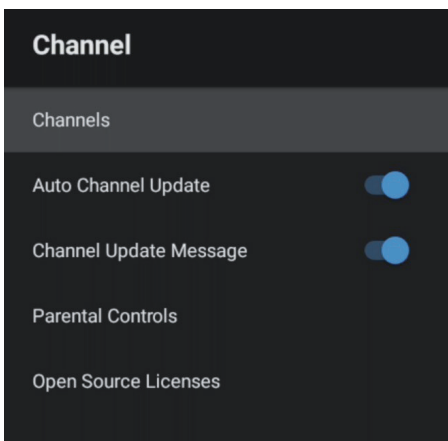 Channel
Channels
Auto Channel Update
Channel Update Message
Parental Controls
Open Source Licenses